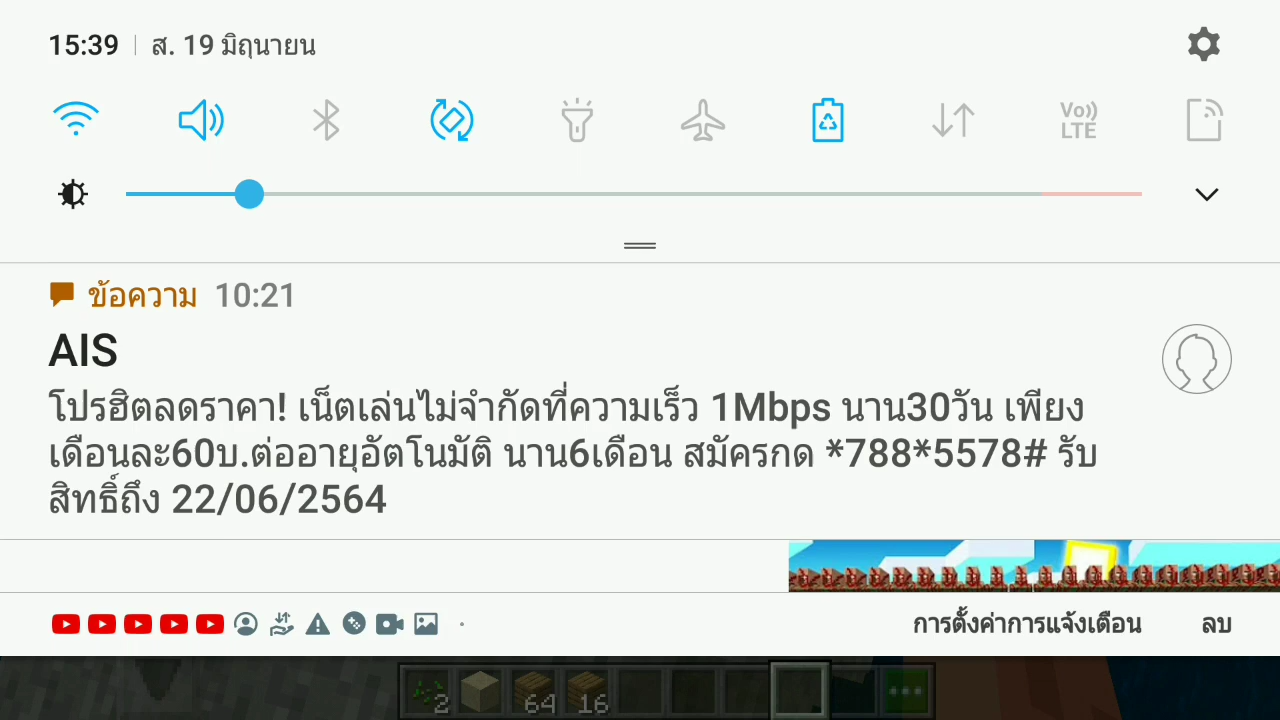 15:39 ส. 19 มิถุนายน
Vo)) LTE
ข้อความ 10:21
AIS
โปรฮิตลดราคา! เน็ตเล่นไม่จำกัดที่ความเร็ว 1Mbps นาน30วัน เพียง
เดือนละ60บ.ต่ออายุอัตโนมัติ นาน6เดือน สมัครกด *788*5578# รับ
สิทธิ์ถึง 22/06/2564
การตั้งค่าการแจ้งเตือน ลบ
2 64 16